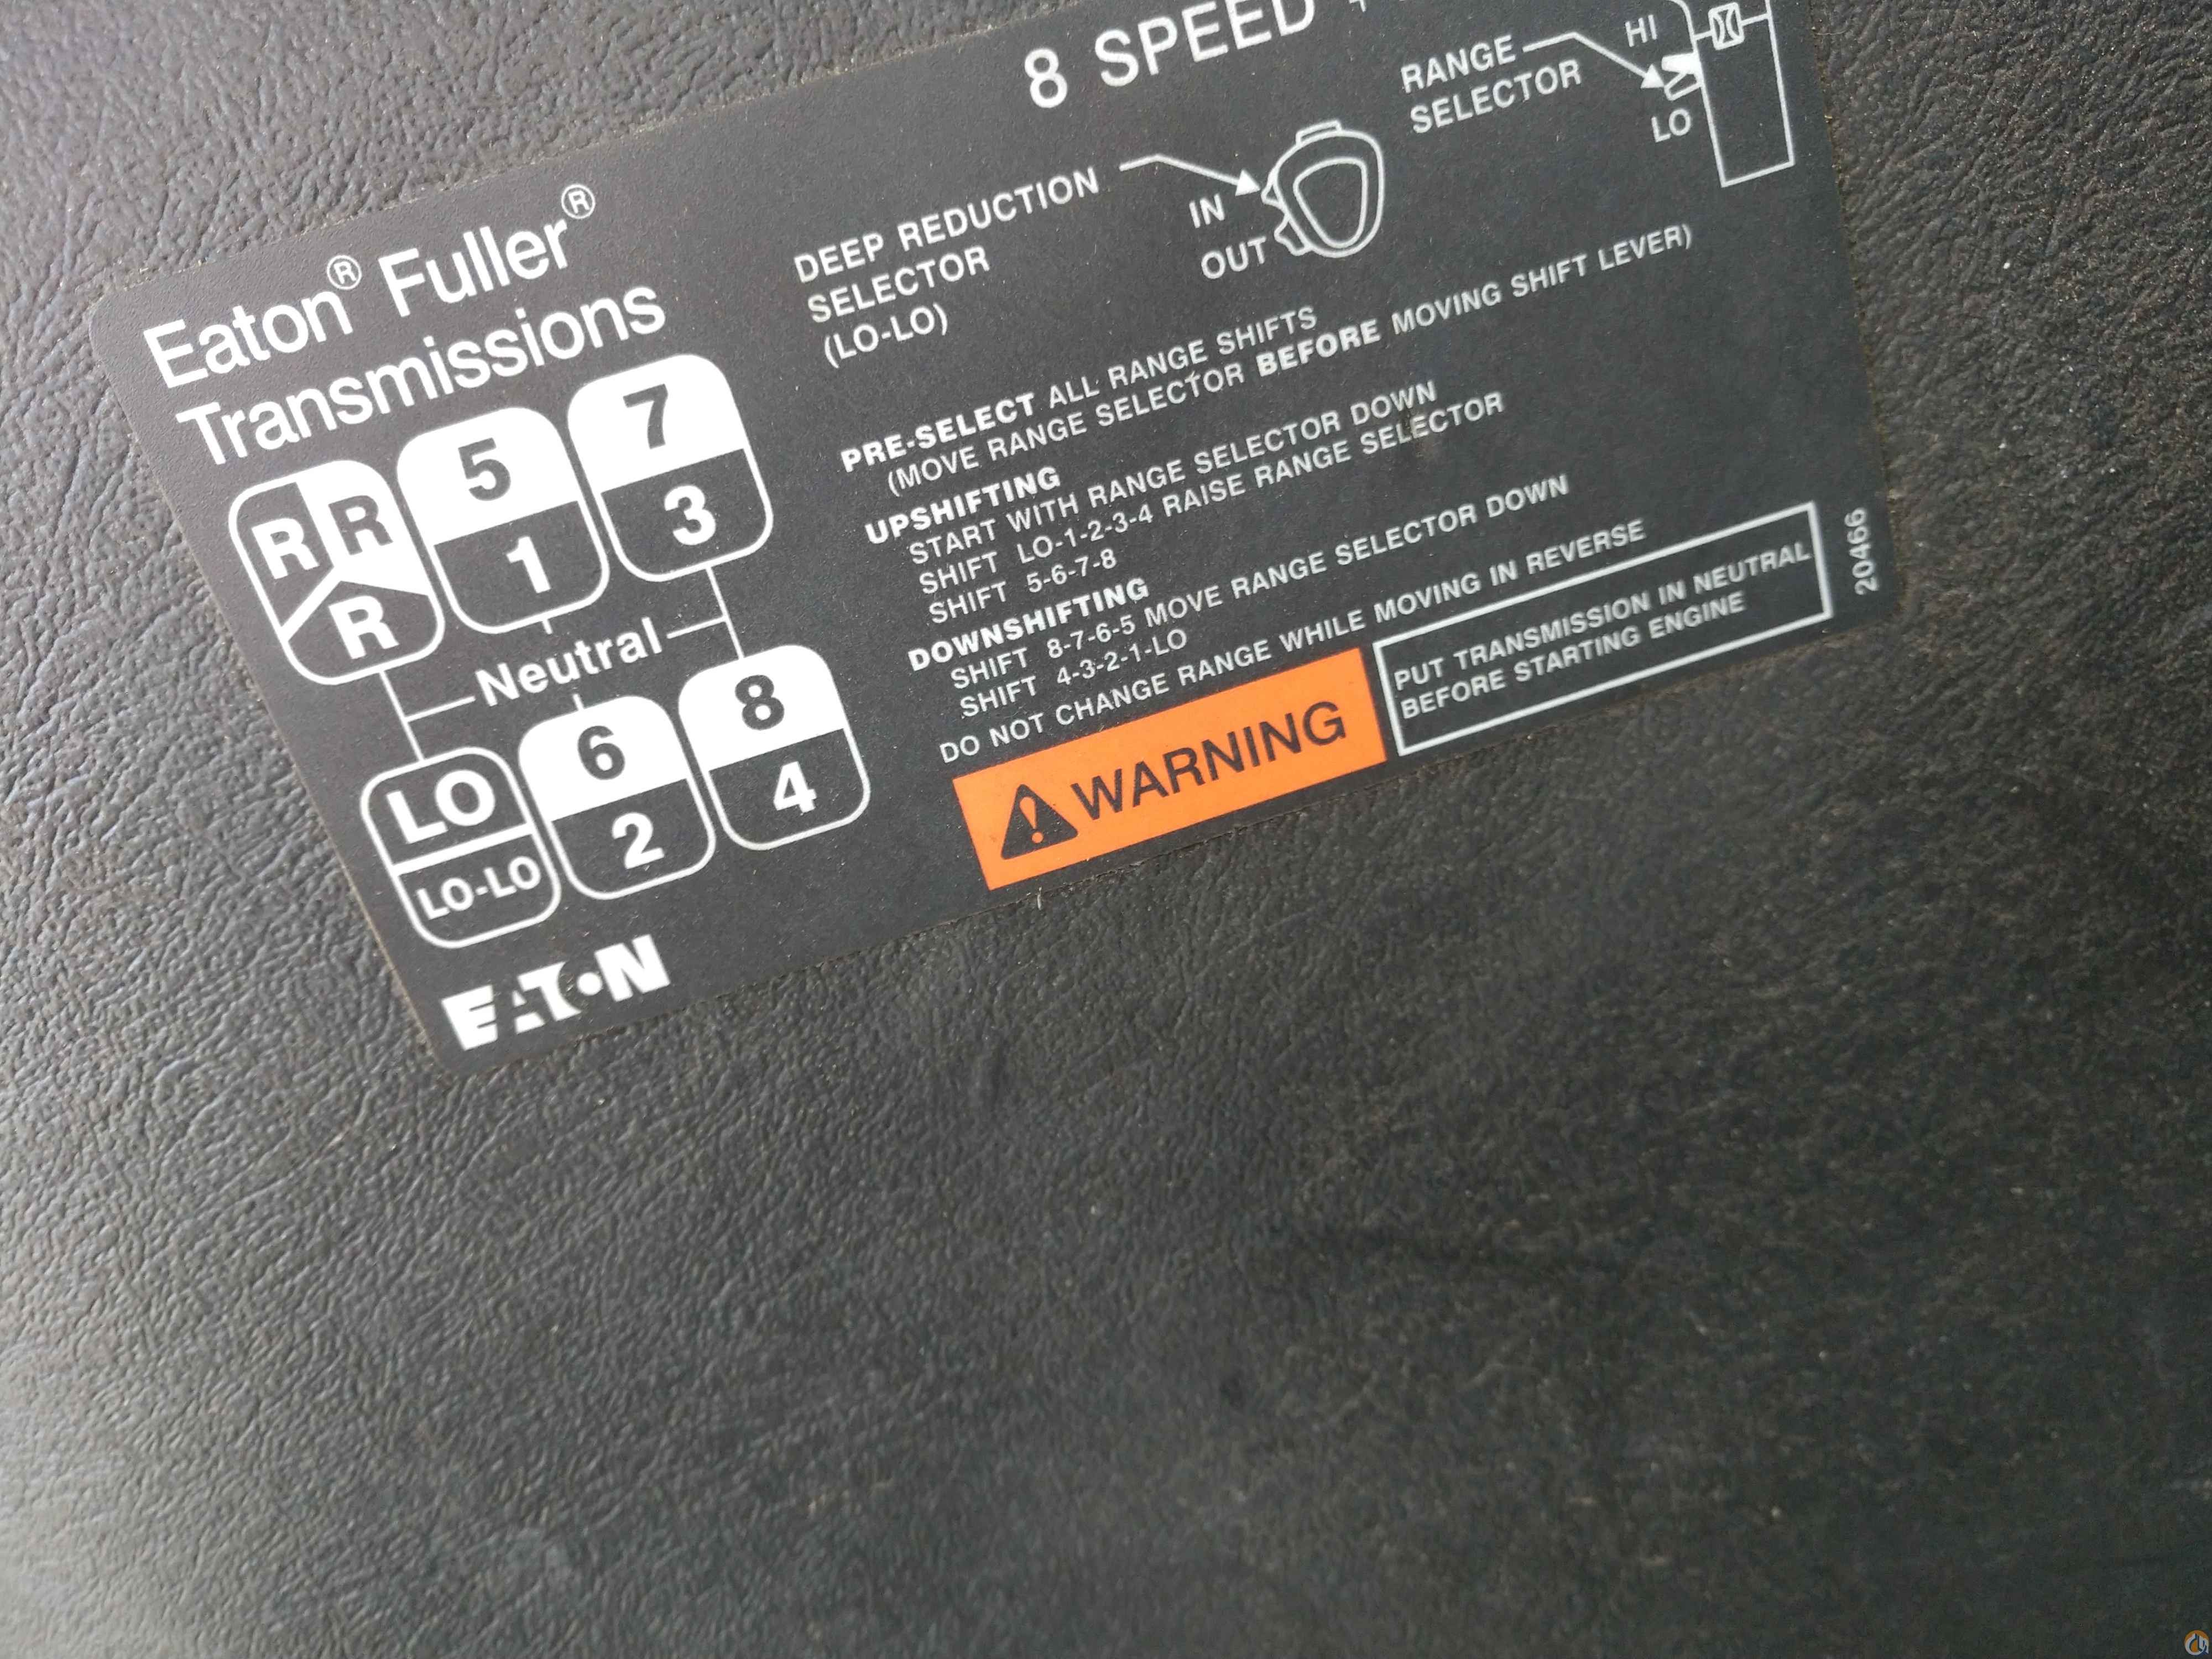 8 SPEED +
Eaton® Fuller®
Transmissions
R R 5 7
R 1 3
Neutral
LO 6 8
LO-LO 2 4
EATON
DEEP REDUCTION
SELECTOR
(LO-LO)
IN
OUT
RANGE
SELECTOR
HI
LO
PRE-SELECT ALL RANGE SHIFTS
(MOVE RANGE SELECTOR BEFORE MOVING SHIFT LEVER)
UPSHIFTING
START WITH RANGE SELECTOR DOWN
SHIFT LO-1-2-3-4 RAISE RANGE SELECTOR
SHIFT 5-6-7-8
DOWNSHIFTING
SHIFT 8-7-6-5 MOVE RANGE SELECTOR DOWN
SHIFT 4-3-2-1-LO
DO NOT CHANGE RANGE WHILE MOVING IN REVERSE
WARNING
PUT TRANSMISSION IN NEUTRAL
BEFORE STARTING ENGINE
20466